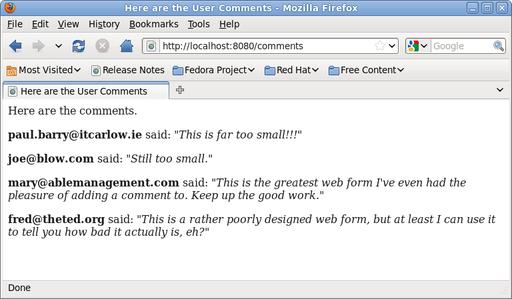 Here are the User Comments - Mozilla Firefox
File Edit View History Bookmarks Tools Help
http://localhost:8080/comments
Google
Most Visited Release Notes Fedora Project Red Hat Free Content
Here are the User Comments
Here are the comments.
paul.barry@itcarlow.ie said: "This is far too small!!!"
joe@blow.com said: "Still too small."
mary@ablemanagement.com said: "This is the greatest web form I've even had the
pleasure of adding a comment to. Keep up the good work."
fred@theted.org said: "This is a rather poorly designed web form, but at least I can use it
to tell you how bad it actually is, eh?"
Done